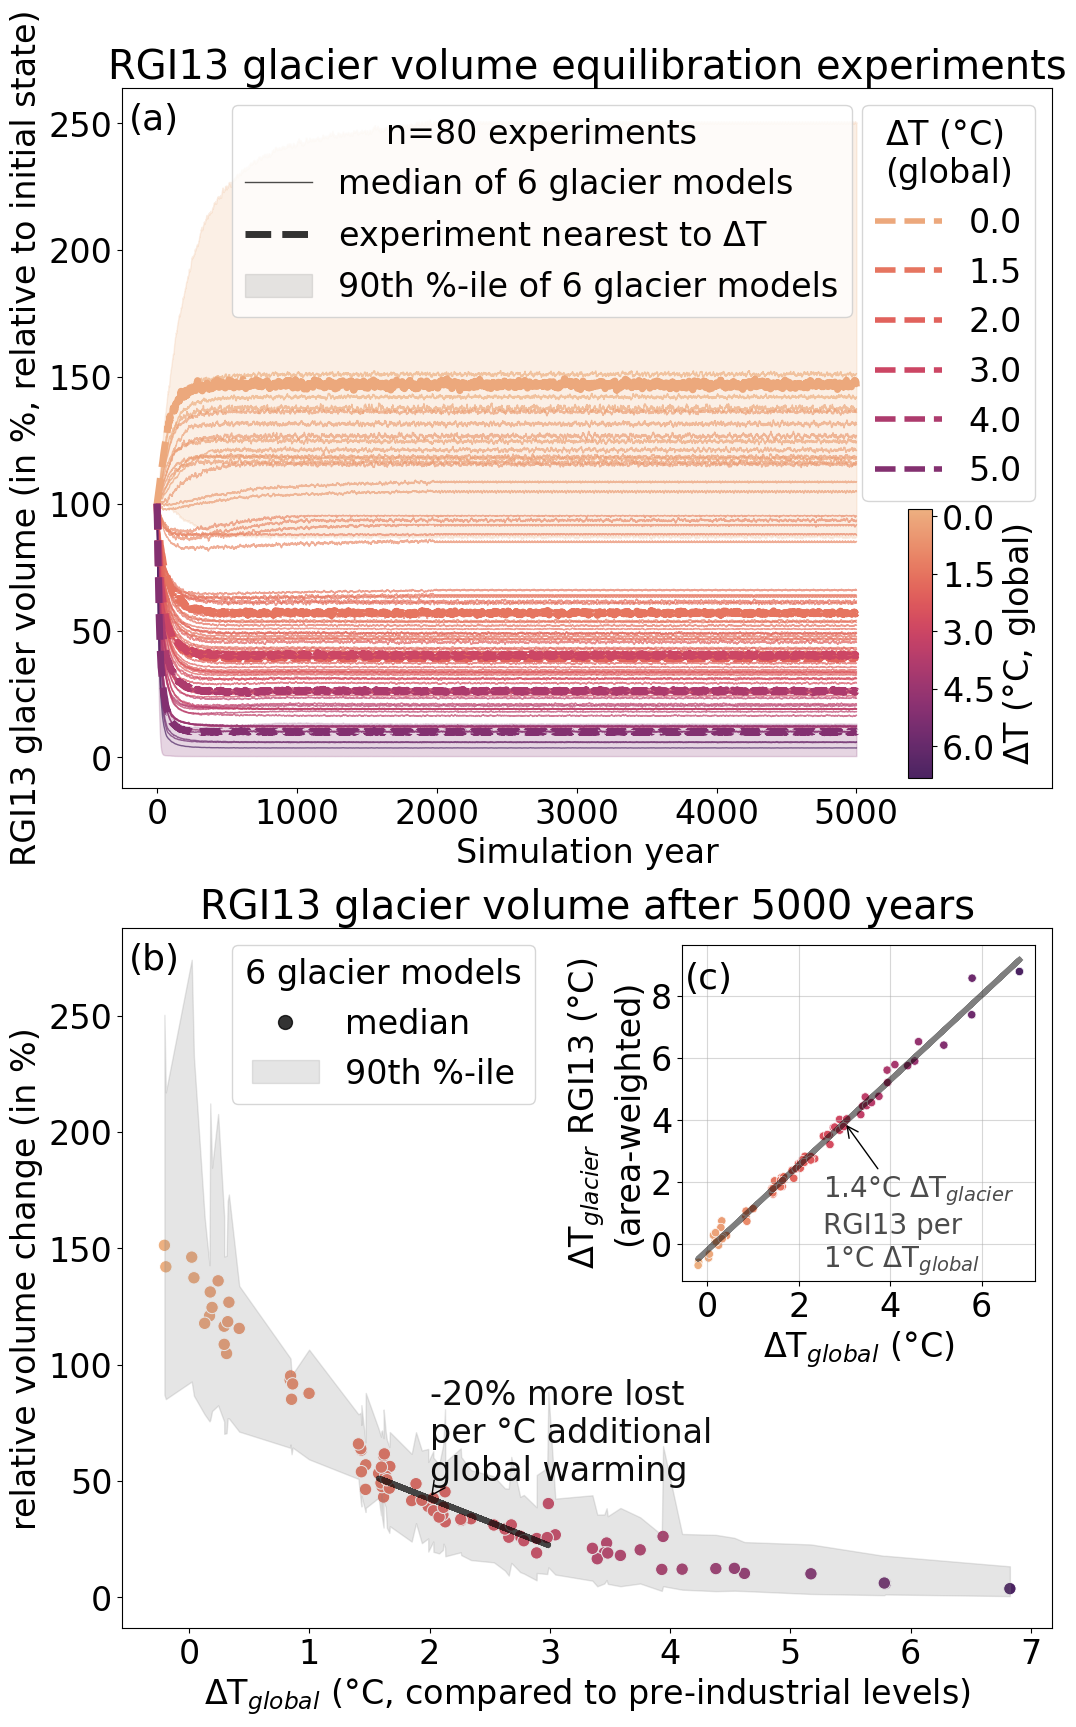 RGI13 glacier volume equilibration experiments
(a)
RGI13 glacier volume (in %, relative to initial state)
250
200
150
100
50
0
n=80 experiments
median of 6 glacier models
experiment nearest to ΔT
90th %-ile of 6 glacier models
ΔT (°C)
(global)
0.0
1.5
2.0
3.0
4.0
5.0
0.0
1.5
3.0
4.5
6.0
ΔT (°C, global)
0 1000 2000 3000 4000 5000
Simulation year
RGI13 glacier volume after 5000 years
(b)
relative volume change (in %)
250
200
150
100
50
0
6 glacier models
median
90th %-ile
-20% more lost
per °C additional
global warming
(c)
ΔT_glacier RGI13 (°C)
(area-weighted)
8
6
4
2
0
1.4°C ΔT_glacier
RGI13 per
1°C ΔT_global
0 2 4 6
ΔT_global (°C)
0 1 2 3 4 5 6 7
ΔT_global (°C, compared to pre-industrial levels)